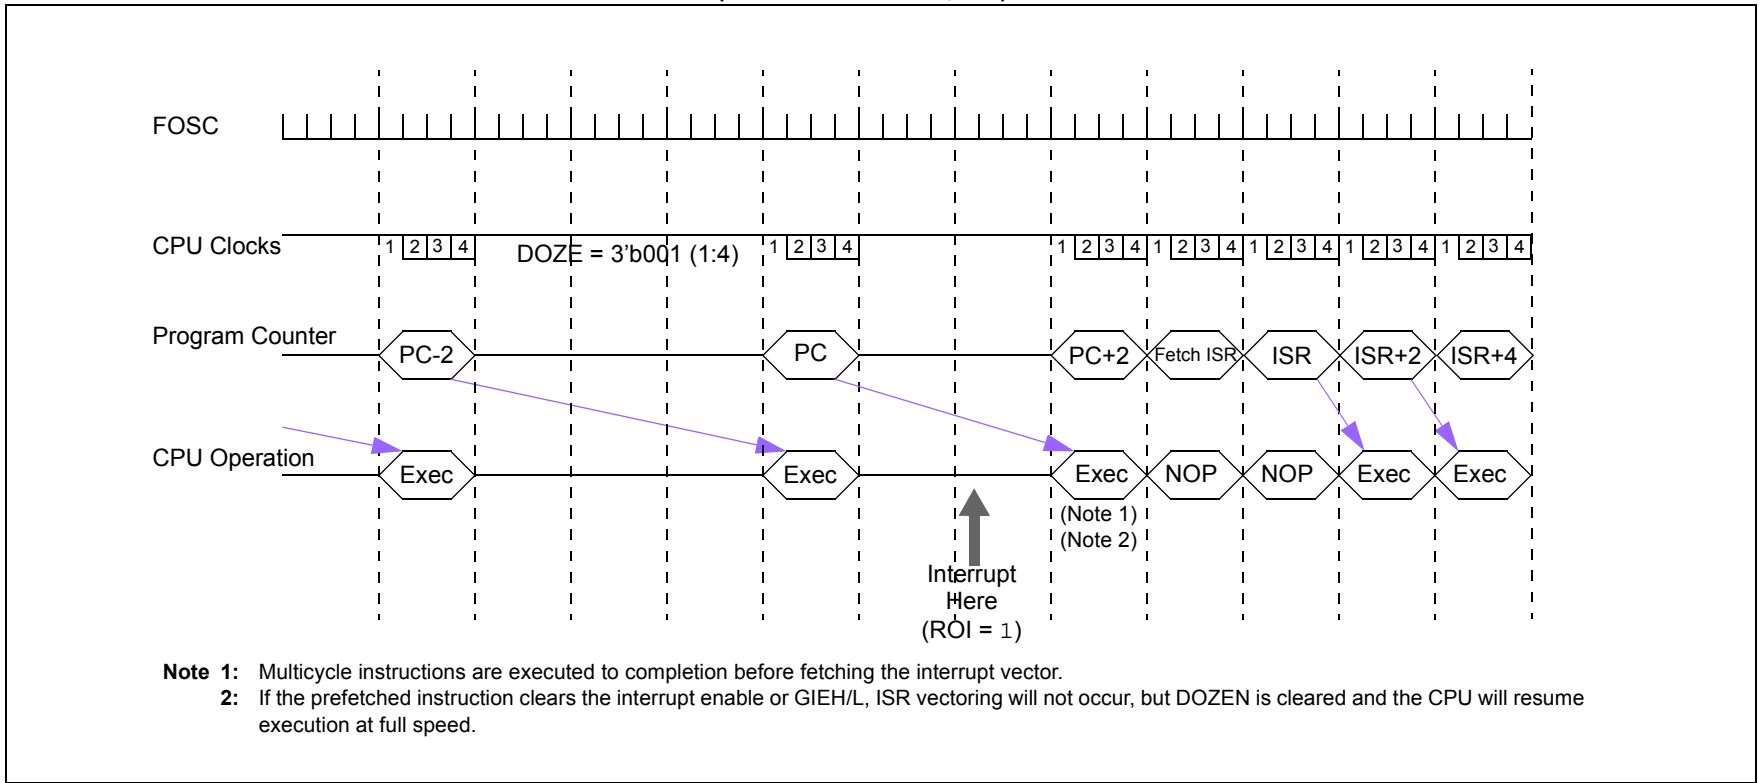 FOSC
CPU Clocks
1 2 3 4
DOZE = 3'b001 (1:4)
1 2 3 4
1 2 3 4 1 2 3 4 1 2 3 4 1 2 3 4 1 2 3 4
Program Counter
PC-2
PC
PC+2
Fetch ISR
ISR
ISR+2
ISR+4
CPU Operation
Exec
Exec
Exec
NOP
NOP
Exec
Exec
(Note 1)
(Note 2)
Interrupt
Here
(ROI = 1)
Note 1: Multicycle instructions are executed to completion before fetching the interrupt vector.
2: If the prefetched instruction clears the interrupt enable or GIEH/L, ISR vectoring will not occur, but DOZEN is cleared and the CPU will resume
execution at full speed.